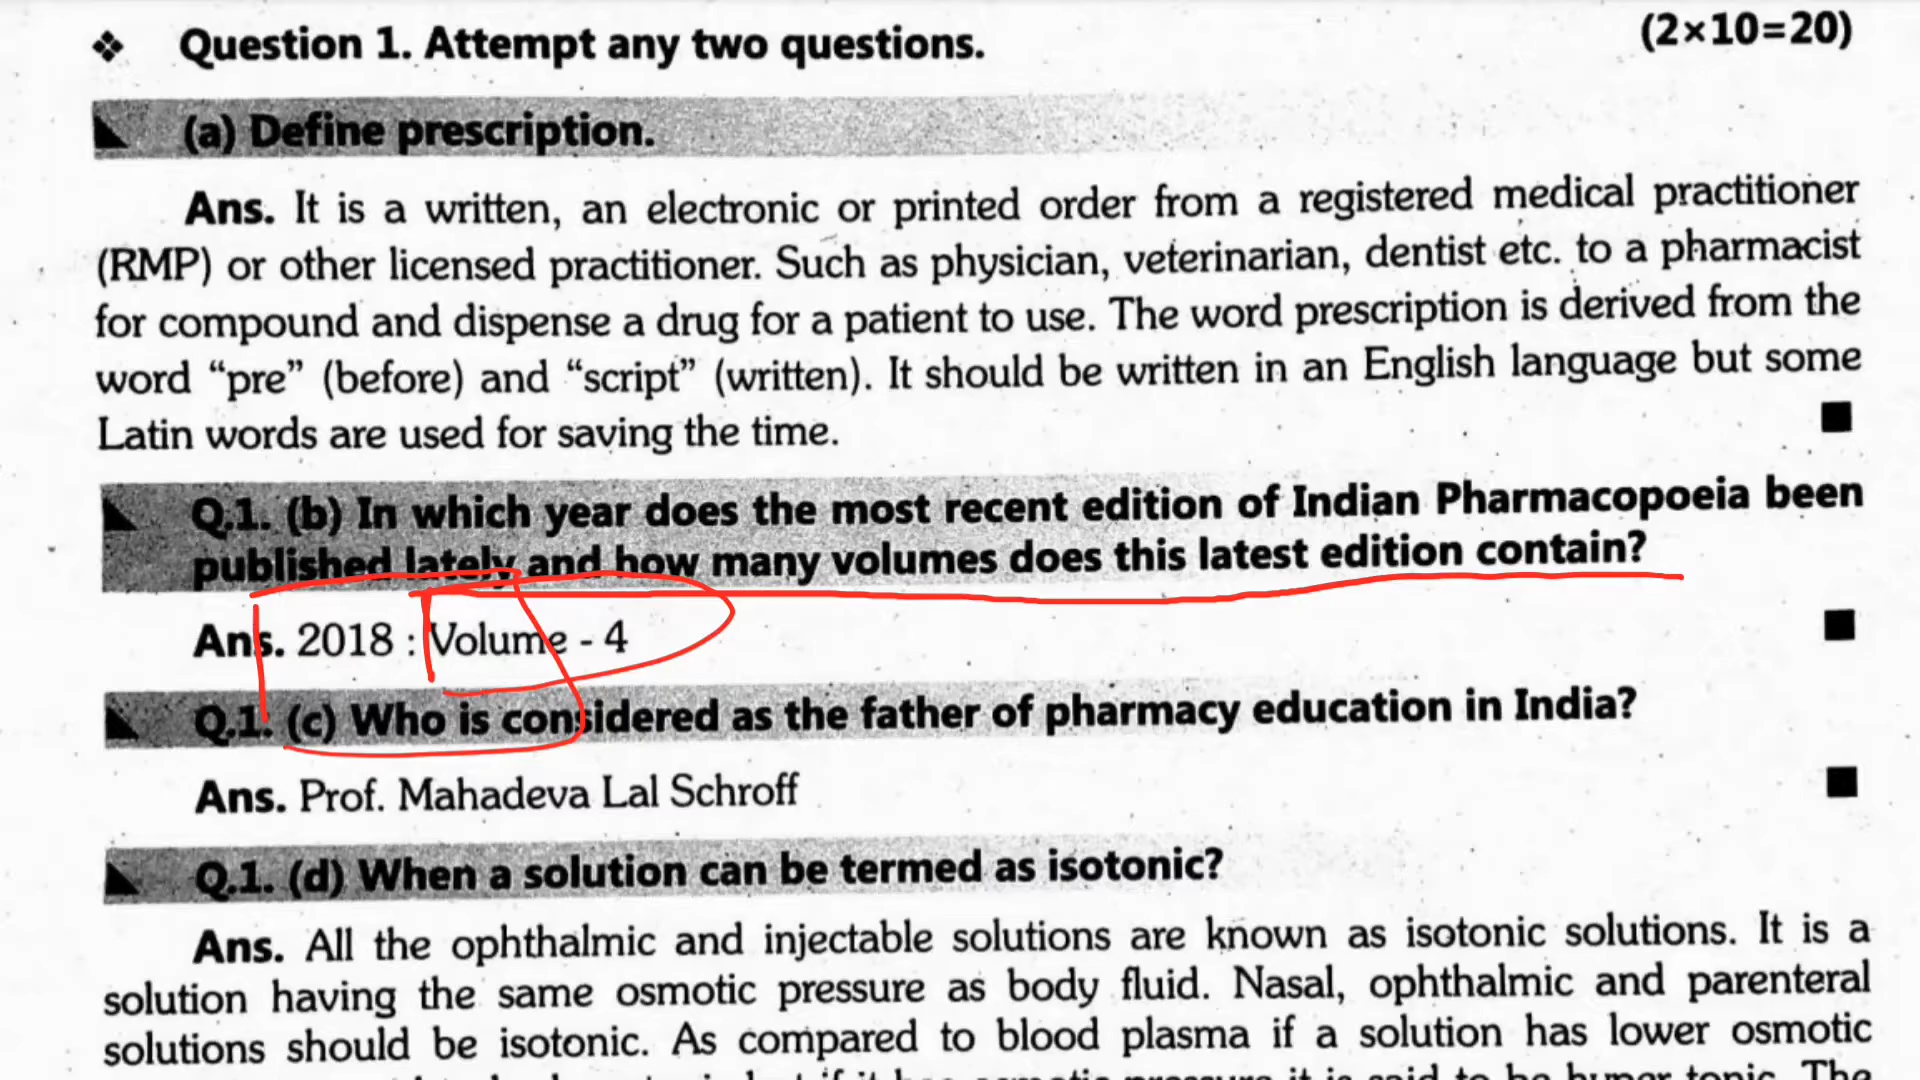 ❖ Question 1. Attempt any two questions. (2×10=20)
(a) Define prescription.
Ans. It is a written, an electronic or printed order from a registered medical practitioner
(RMP) or other licensed practitioner. Such as physician, veterinarian, dentist etc. to a pharmacist
for compound and dispense a drug for a patient to use. The word prescription is derived from the
word “pre” (before) and “script” (written). It should be written in an English language but some
Latin words are used for saving the time.
Q.1. (b) In which year does the most recent edition of Indian Pharmacopoeia been
published lately and how many volumes does this latest edition contain?
Ans. 2018 : Volume - 4
Q.1. (c) Who is considered as the father of pharmacy education in India?
Ans. Prof. Mahadeva Lal Schroff
Q.1. (d) When a solution can be termed as isotonic?
Ans. All the ophthalmic and injectable solutions are known as isotonic solutions. It is a
solution having the same osmotic pressure as body fluid. Nasal, ophthalmic and parenteral
solutions should be isotonic. As compared to blood plasma if a solution has lower osmotic
pressure it is said to be hyper tonic. The